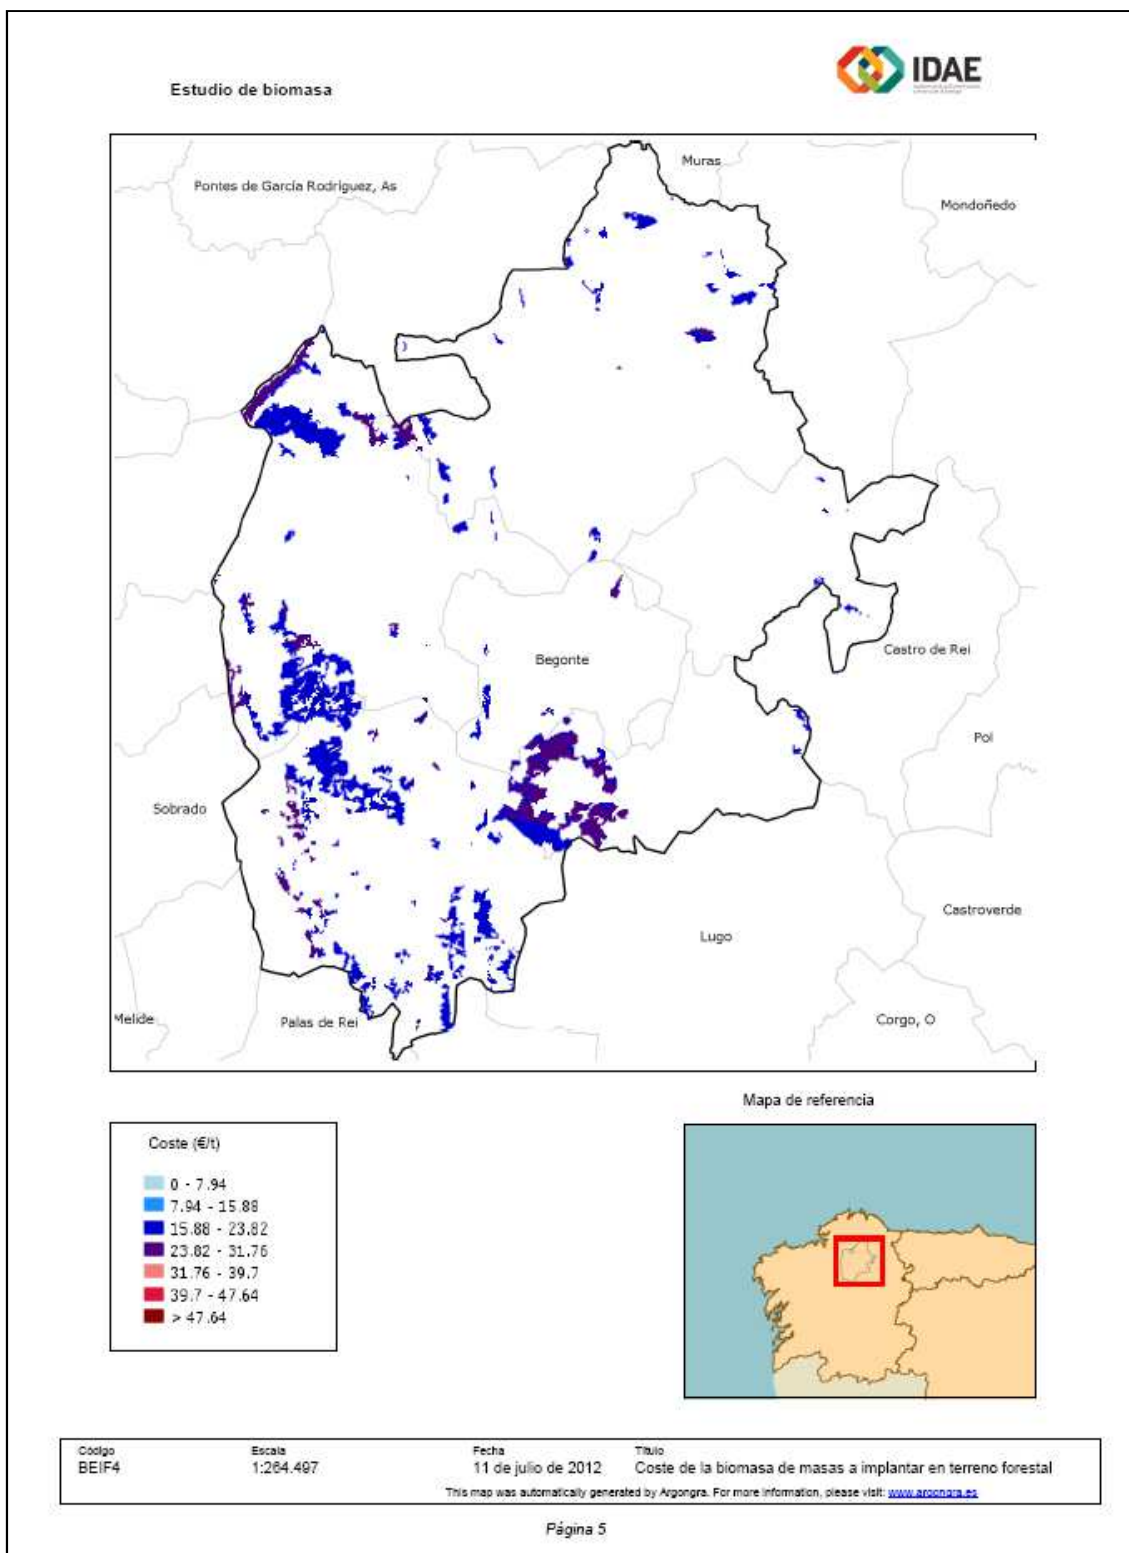 IDAE
Estudio de biomasa
Muras
Pontes de García Rodríguez, As
Mondoñedo
Begonte
Castro de Rei
Pol
Sobrado
Castroverde
Lugo
Melide
Palas de Rei
Corgo, O
Mapa de referencia
Coste (€/t)
0 - 7.94
7.94 - 15.88
15.88 - 23.82
23.82 - 31.76
31.76 - 39.7
39.7 - 47.64
> 47.64
Código Escala Fecha Título
BEIF4 1:264.497 11 de julio de 2012 Coste de la biomasa de masas a implantar en terreno forestal
This map was automatically generated by Argongra. For more information, please visit: www.argongra.es
Página 5